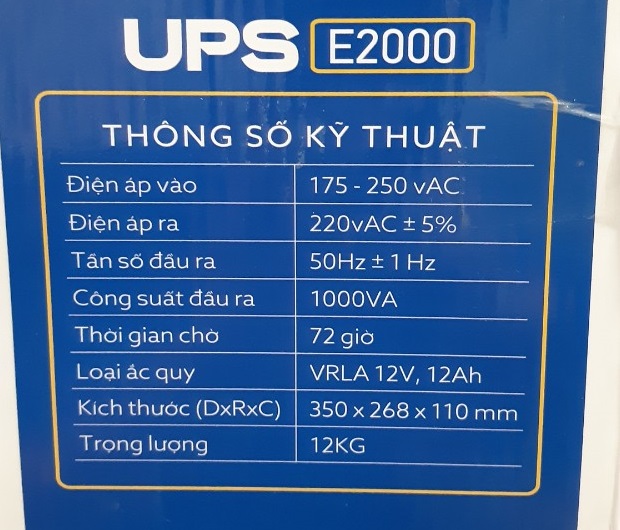 UPS E2000
THÔNG SỐ KỸ THUẬT
Điện áp vào 175 - 250 vAC
Điện áp ra 220vAC ± 5%
Tần số đầu ra 50Hz ± 1 Hz
Công suất đầu ra 1000VA
Thời gian chờ 72 giờ
Loại ắc quy VRLA 12V, 12Ah
Kích thước (DxRxC) 350 x 268 x 110 mm
Trọng lượng 12KG